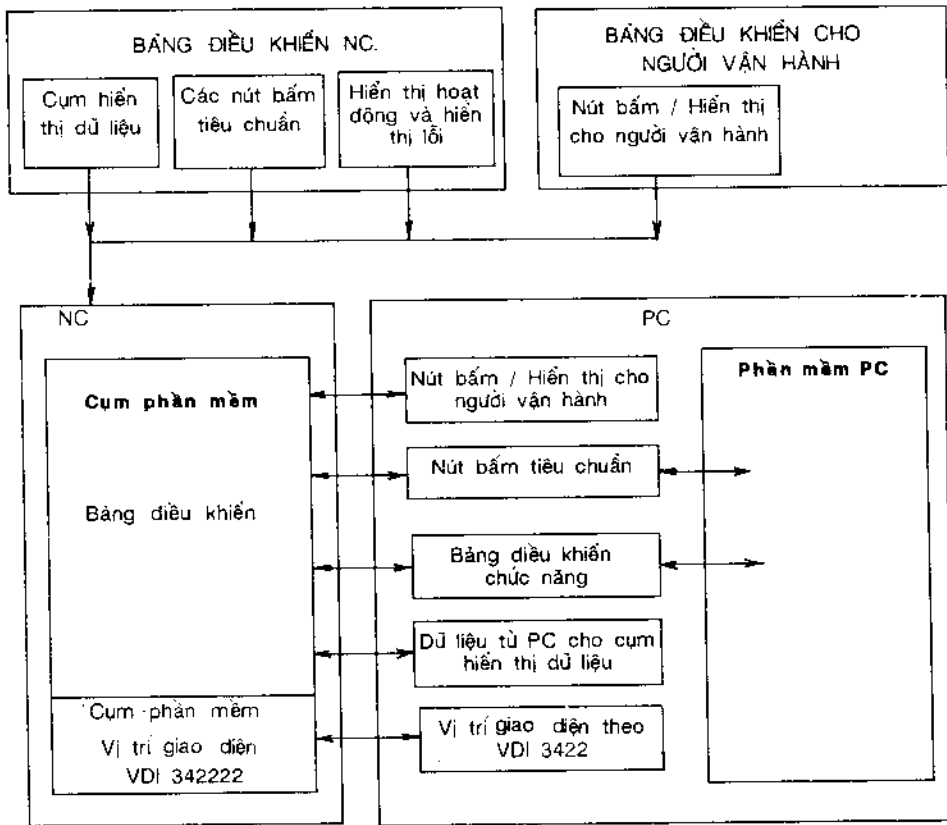 BẢNG ĐIỀU KHIỂN NC.
Cụm hiển
thị dử liệu
Các nút bấm
tiêu chuẩn
Hiển thị hoạt
động và hiển
thị lỗi
BẢNG ĐIỀU KHIỂN CHO
NGƯỜI VẬN HÀNH
Nút bấm / Hiển thị
cho người vận hành
NC
Cụm phần mềm
Bảng điều khiển
Cụm phần mềm
Vị trí giao diện
VDI 342222
PC
Nút bấm / Hiển thị cho
người vận hành
Nút bấm tiêu chuẩn
Bảng điều khiển
chức năng
Dử liệu từ PC cho cụm
hiển thị dử liệu
Vị trí giao diện theo
VDI 3422
Phần mềm PC